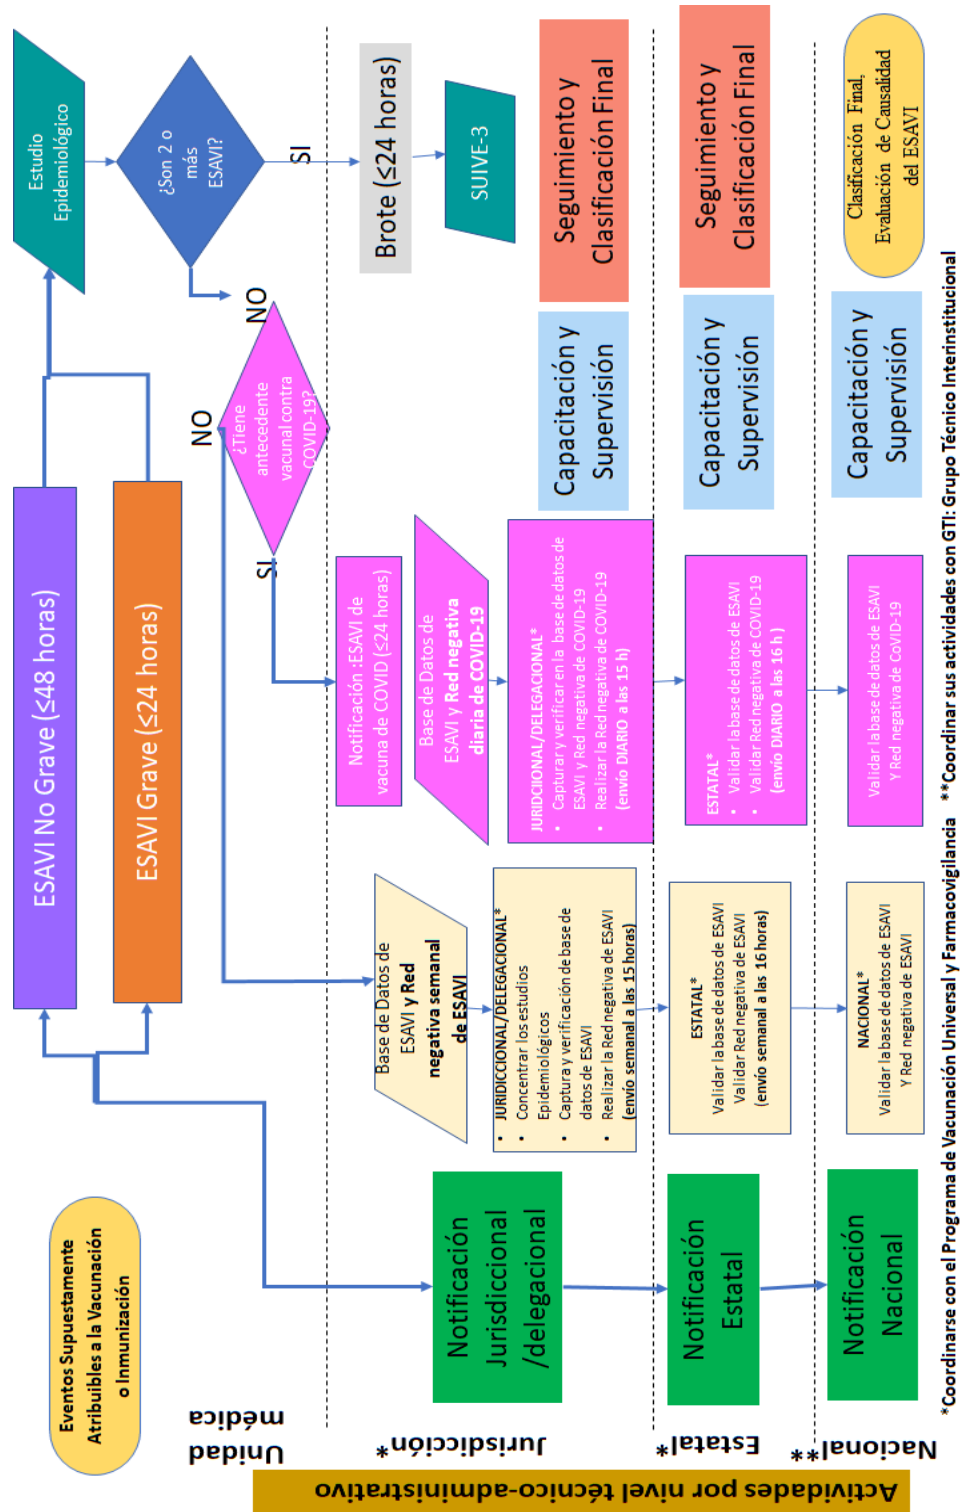 Eventos Supuestamente
Atribuibles a la Vacunación
o Inmunización
ESAVI No Grave (≤48 horas)
ESAVI Grave (≤24 horas)
Estudio
Epidemiológico
¿Son 2 o
más
ESAVI?
SI
NO
¿Tiene
antecedente
vacunal contra
COVID-19?
NO
SI
Actividades por nivel técnico-administrativo
Unidad
médica
Jurisdicción*
Estatal*
Nacional**
Notificación
Jurisdiccional
/delegacional
Notificación
Estatal
Notificación
Nacional
Base de Datos de
ESAVI y Red
negativa semanal
de ESAVI
• JURIDICCIONAL/DELEGACIONAL*
• Concentrar los estudios
Epidemiológicos
• Captura y verificación de base de
datos de ESAVI
• Realizar la Red negativa de ESAVI
(envío semanal a las 15 horas)
ESTATAL*
Validar la base de datos de ESAVI
Validar Red negativa de ESAVI
(envío semanal a las 16 horas)
NACIONAL*
Validar la base de datos de ESAVI
Y Red negativa de ESAVI
Notificación :ESAVI de
vacuna de COVID (≤24 horas)
Base de Datos de
ESAVI y Red negativa
diaria de COVID-19
JURIDCIIONAL/DELEGACIONAL*
• Capturar y verificar en la base de datos de
ESAVI y Red negativa de COVID-19
• Realizar la Red negativa de COVID-19
(envío DIARIO a las 15 h)
ESTATAL*
• Validar la base de datos de ESAVI
• Validar Red negativa de COVID-19
(envío DIARIO a las 16 h)
Validar la base de datos de ESAVI
Y Red negativa de CoVID-19
Brote (≤24 horas)
SUIVE-3
Capacitación y
Supervisión
Seguimiento y
Clasificación Final
Capacitación y
Supervisión
Seguimiento y
Clasificación Final
Capacitación y
Supervisión
Clasificación Final,
Evaluación de Causalidad
del ESAVI
*Coordinarse con el Programa de Vacunación Universal y Farmacovigilancia **Coordinar sus actividades con GTI: Grupo Técnico Interinstitucional